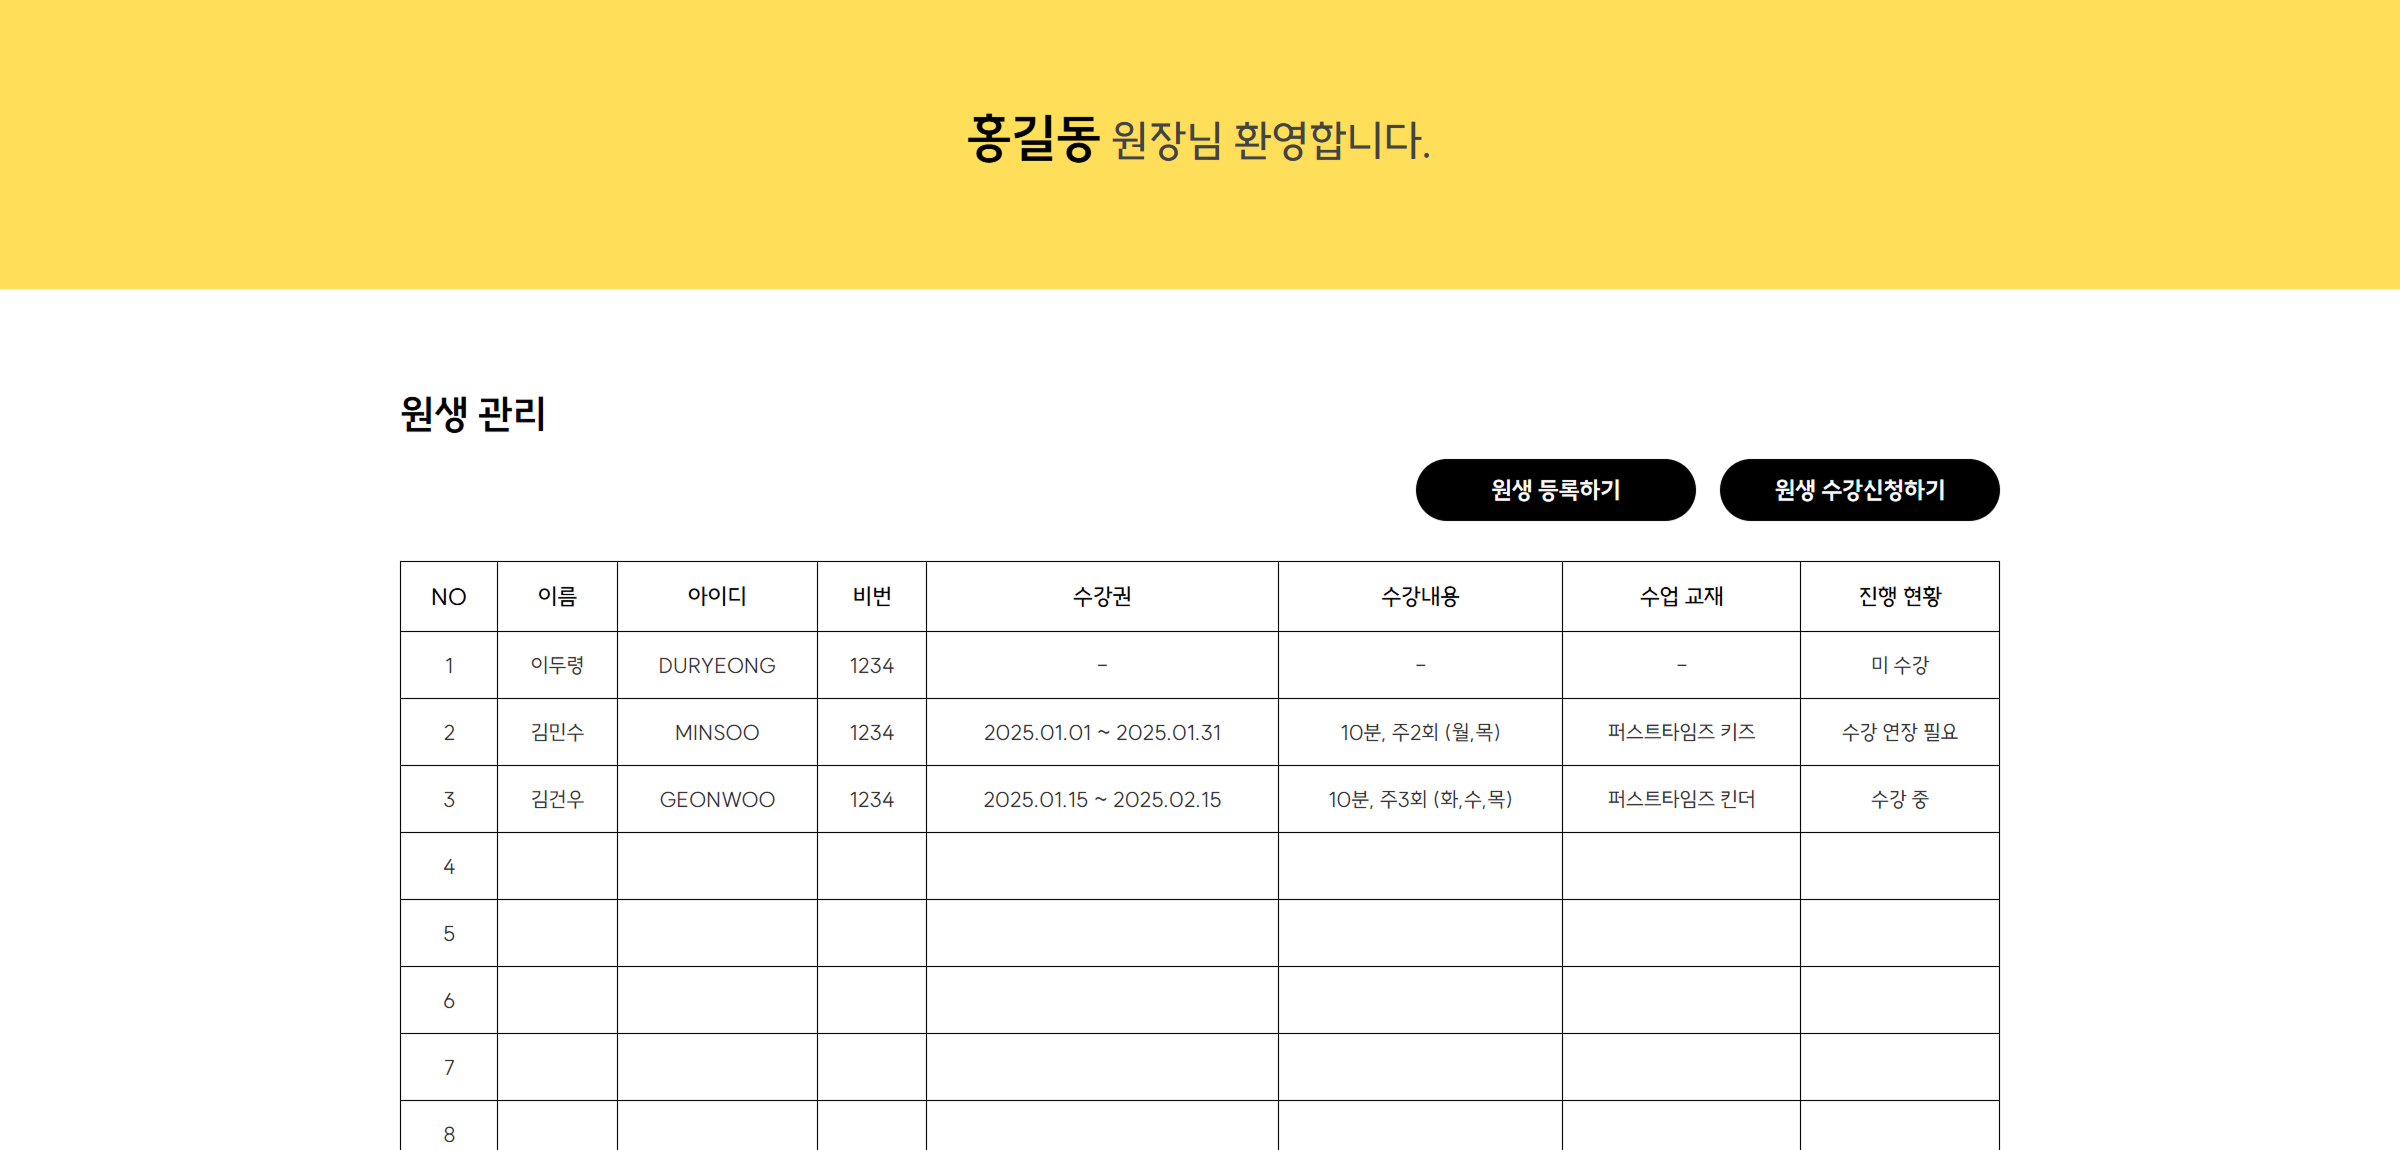 홍길동 원장님 환영합니다.
원생 관리
원생 등록하기 원생 수강신청하기
NO 이름 아이디 비번 수강권 수강내용 수업 교재 진행 현황
1 이두령 DURYEONG 1234 – – – 미 수강
2 김민수 MINSOO 1234 2025.01.01 ~ 2025.01.31 10분, 주2회 (월,목) 퍼스트타임즈 키즈 수강 연장 필요
3 김건우 GEONWOO 1234 2025.01.15 ~ 2025.02.15 10분, 주3회 (화,수,목) 퍼스트타임즈 킨더 수강 중
4
5
6
7
8